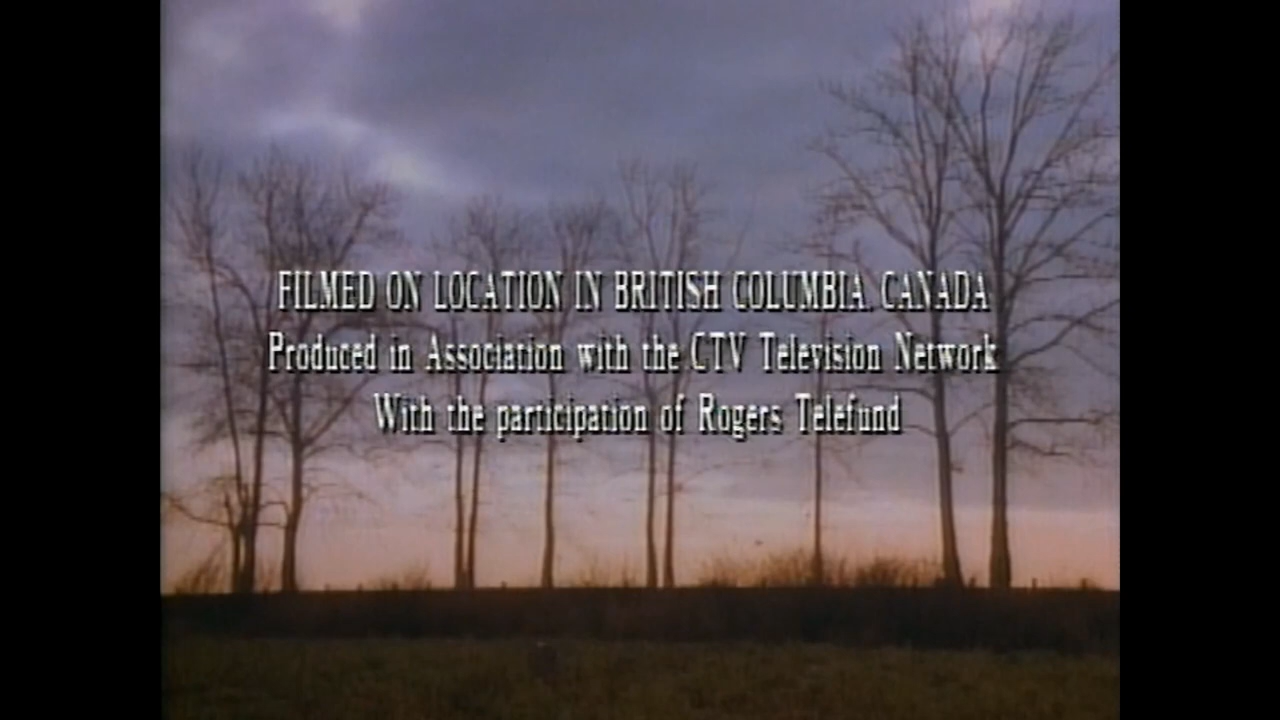 FILMED ON LOCATION IN BRITISH COLUMBIA, CANADA
Produced in Association with the CTV Television Network
With the participation of Rogers Telefund